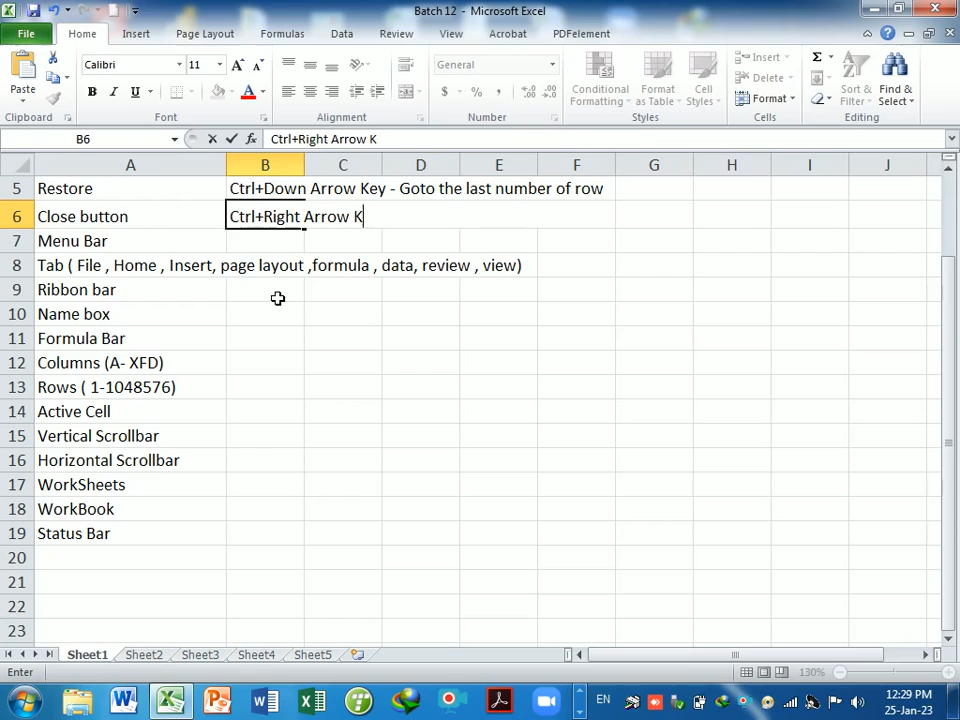 Batch 12 - Microsoft Excel
File Home Insert Page Layout Formulas Data Review View Acrobat PDFelement
Paste
Calibri 11
B I U A
General
$ % ,
Conditional Formatting
Format as Table
Cell Styles
Insert
Delete
Format
Sort & Filter
Find & Select
Clipboard Font Alignment Number Styles Cells Editing
B6 fx Ctrl+Right Arrow K
A B C D E F G H I J
5 Restore Ctrl+Down Arrow Key - Goto the last number of row
6 Close button Ctrl+Right Arrow K
7 Menu Bar
8 Tab ( File , Home , Insert, page layout ,formula , data, review , view)
9 Ribbon bar
10 Name box
11 Formula Bar
12 Columns (A- XFD)
13 Rows ( 1-1048576)
14 Active Cell
15 Vertical Scrollbar
16 Horizontal Scrollbar
17 WorkSheets
18 WorkBook
19 Status Bar
20
21
22
23
Sheet1 Sheet2 Sheet3 Sheet4 Sheet5
Enter 130%
EN 12:29 PM
25-Jan-23